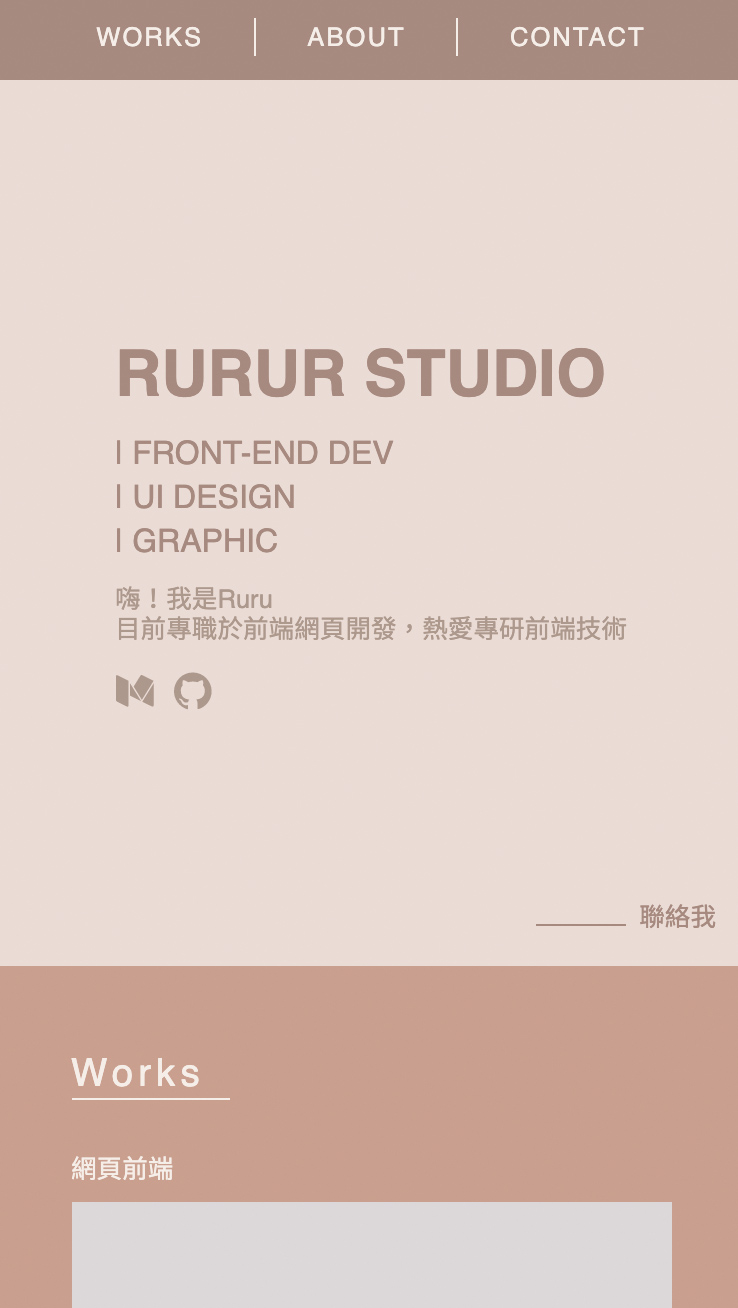 WORKS
ABOUT
CONTACT
RURUR STUDIO
| FRONT-END DEV
| UI DESIGN
| GRAPHIC
嗨！我是Ruru
目前專職於前端網頁開發，熱愛專研前端技術
聯絡我
Works
網頁前端